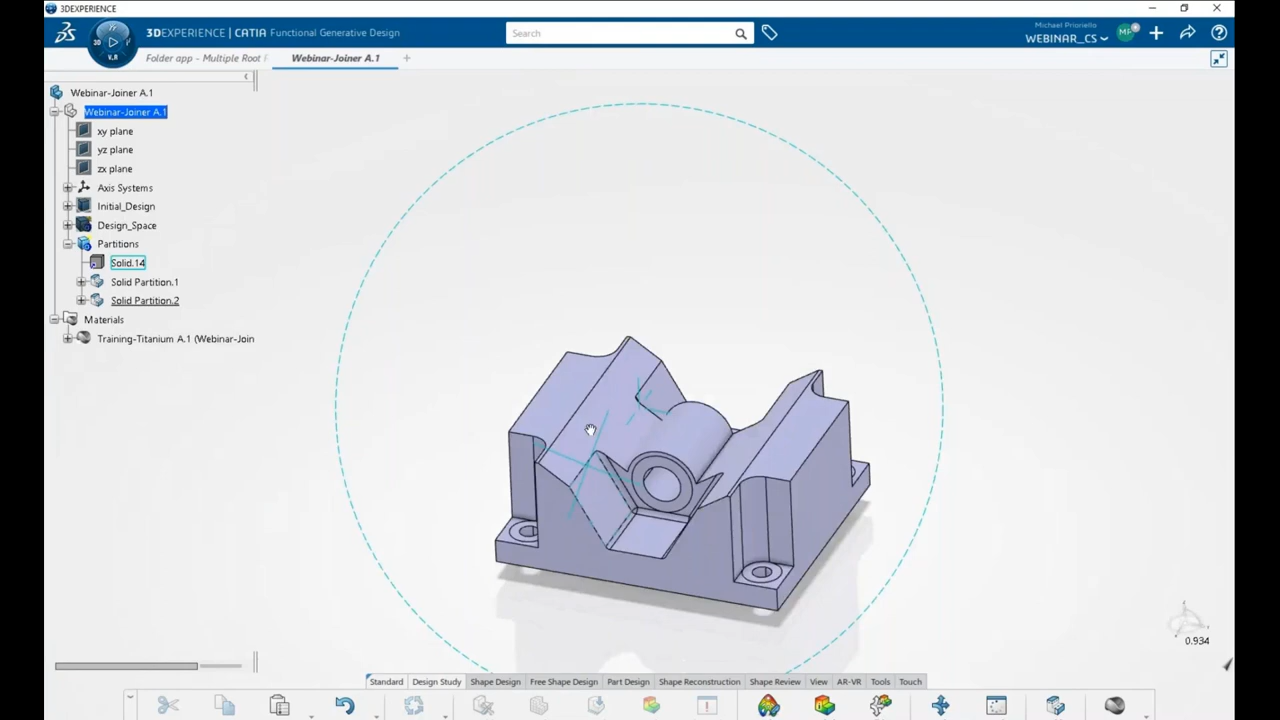 3DEXPERIENCE
3DEXPERIENCE | CATIA Functional Generative Design
Search
Michael Prioriello
WEBINAR_CS
MP
3D
V.R
Folder app - Multiple Root F
Webinar-Joiner A.1
Webinar-Joiner A.1
Webinar-Joiner A.1
xy plane
yz plane
zx plane
Axis Systems
Initial_Design
Design_Space
Partitions
Solid.14
Solid Partition.1
Solid Partition.2
Materials
Training-Titanium A.1 (Webinar-Join
0.934
Standard Design Study Shape Design Free Shape Design Part Design Shape Reconstruction Shape Review View AR-VR Tools Touch